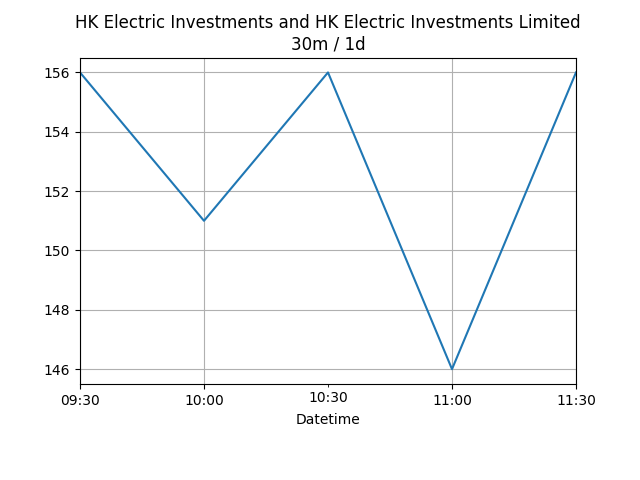 HK Electric Investments and HK Electric Investments Limited
30m / 1d
156
154
152
150
148
146
09:30 10:00 10:30 11:00 11:30
Datetime